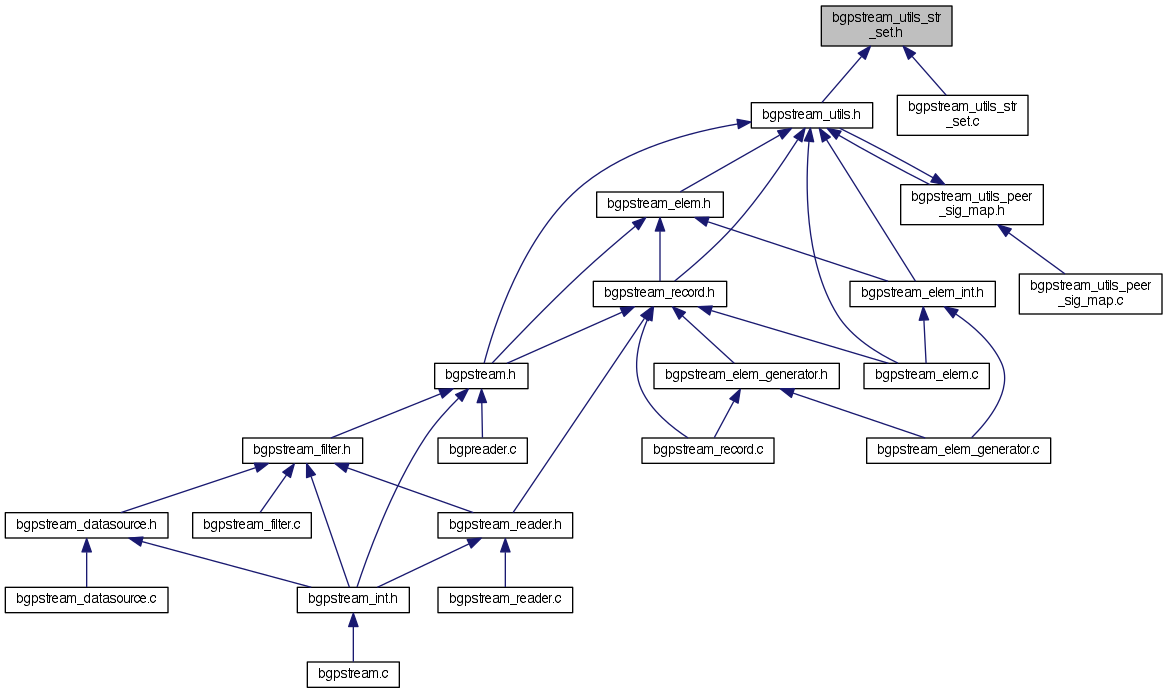 bgpstream_utils_str
_set.h
bgpstream_utils.h
bgpstream_utils_str
_set.c
bgpstream_elem.h
bgpstream_utils_peer
_sig_map.h
bgpstream_record.h
bgpstream_elem_int.h
bgpstream_utils_peer
_sig_map.c
bgpstream.h
bgpstream_elem_generator.h
bgpstream_elem.c
bgpstream_filter.h
bgpreader.c
bgpstream_record.c
bgpstream_elem_generator.c
bgpstream_datasource.h
bgpstream_filter.c
bgpstream_reader.h
bgpstream_datasource.c
bgpstream_int.h
bgpstream_reader.c
bgpstream.c